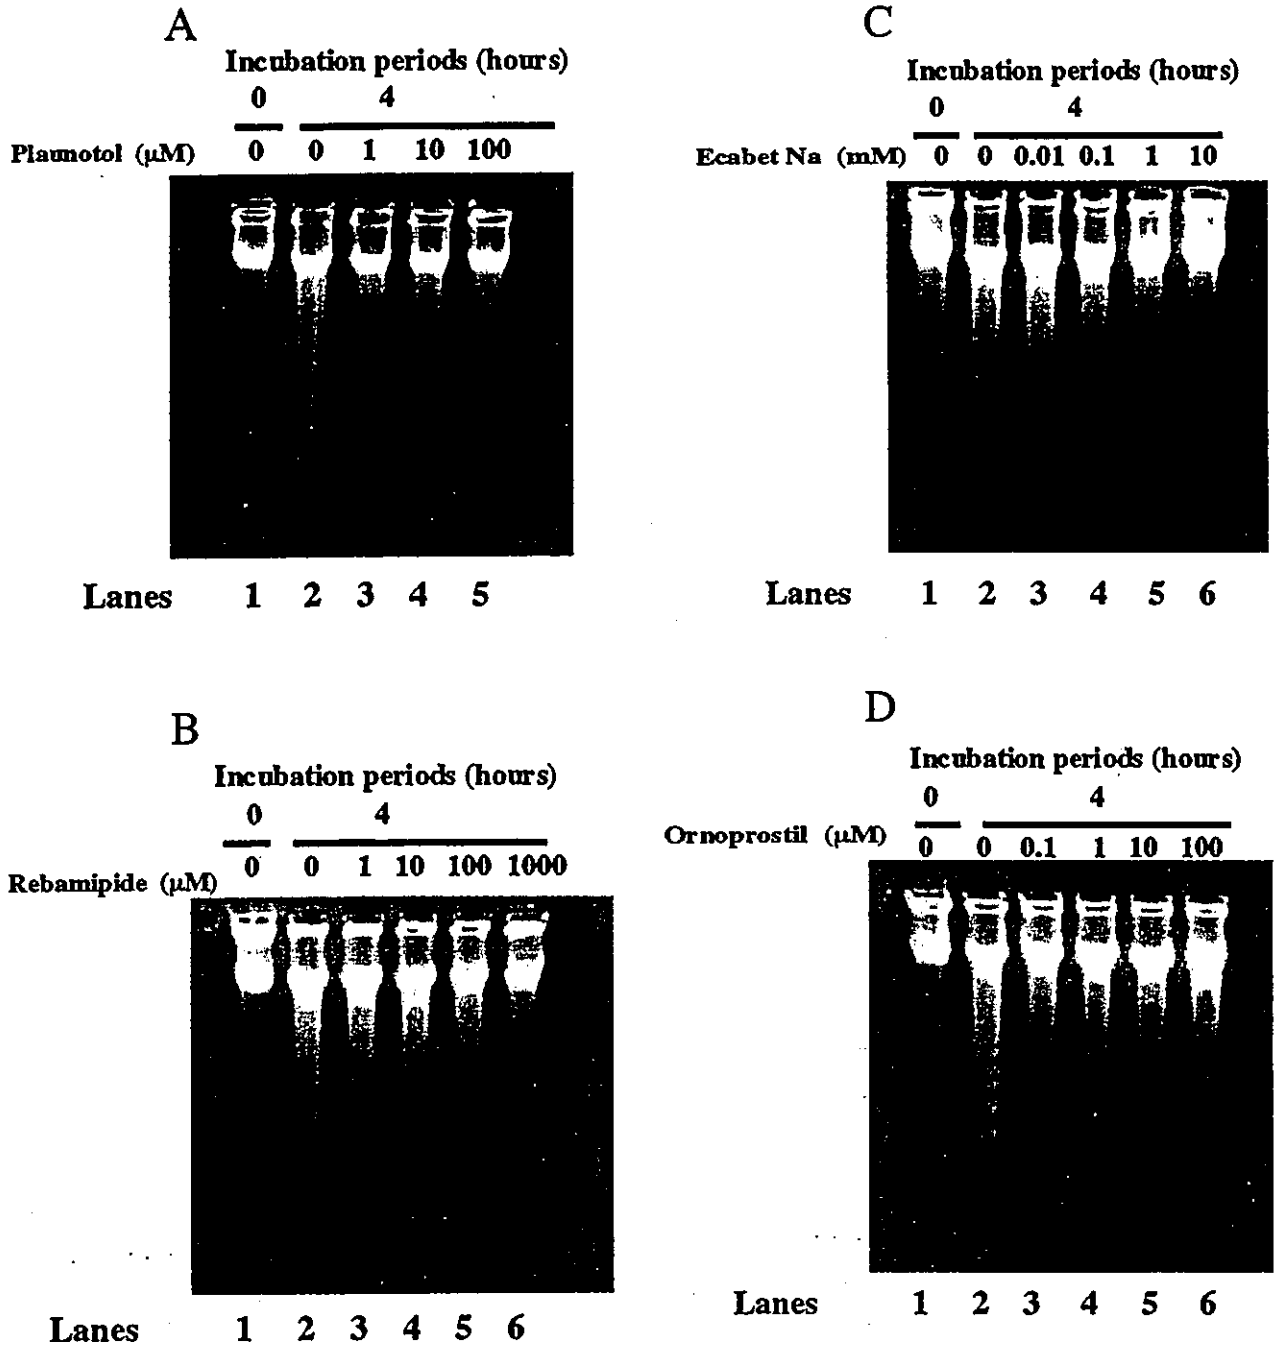 A
Incubation periods (hours)
0 4
Plaunotol (μM) 0 0 1 10 100
Lanes 1 2 3 4 5
C
Incubation periods (hours)
0 4
Ecabet Na (mM) 0 0 0.01 0.1 1 10
Lanes 1 2 3 4 5 6
B
Incubation periods (hours)
0 4
0 0 1 10 100 1000
Rebamipide (μM)
Lanes 1 2 3 4 5 6
D
Incubation periods (hours)
0 4
Ornoprostil (μM) 0 0 0.1 1 10 100
Lanes 1 2 3 4 5 6